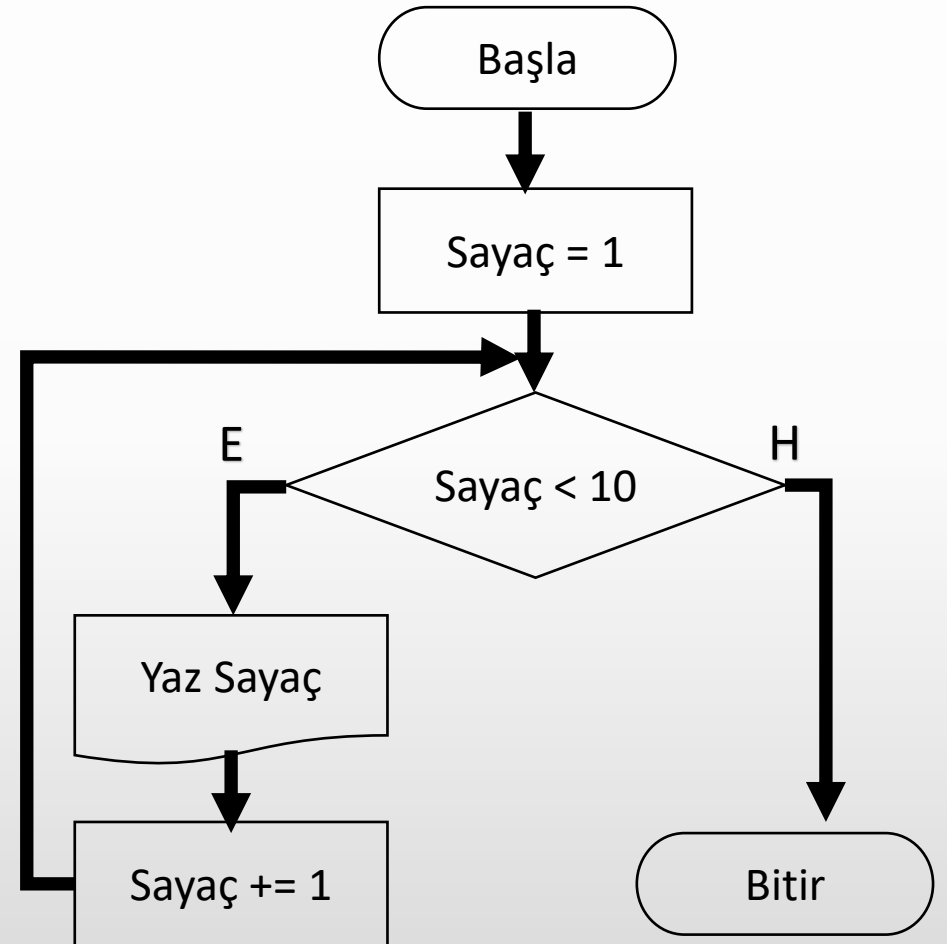 Başla
Sayaç = 1
E
H
Sayaç < 10
Yaz Sayaç
Sayaç += 1
Bitir